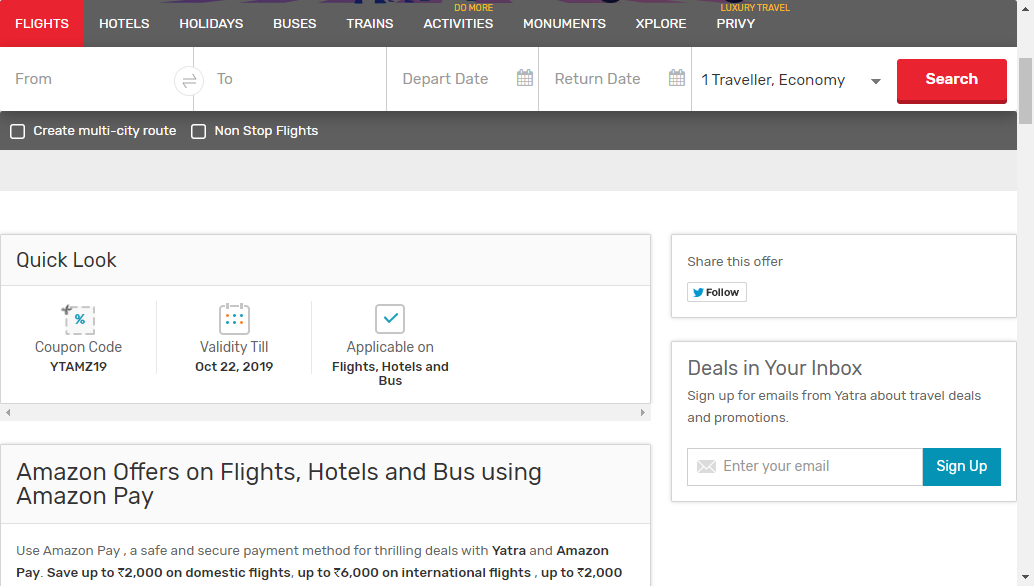 DO MORE
LUXURY TRAVEL
FLIGHTS HOTELS HOLIDAYS BUSES TRAINS ACTIVITIES MONUMENTS XPLORE PRIVY
From To Depart Date Return Date 1 Traveller, Economy Search
Create multi-city route Non Stop Flights
Quick Look
%
Coupon Code
YTAMZ19
Validity Till
Oct 22, 2019
Applicable on
Flights, Hotels and
Bus
Share this offer
Follow
Deals in Your Inbox
Sign up for emails from Yatra about travel deals
and promotions.
Enter your email Sign Up
Amazon Offers on Flights, Hotels and Bus using
Amazon Pay
Use Amazon Pay , a safe and secure payment method for thrilling deals with Yatra and Amazon
Pay. Save up to ₹2,000 on domestic flights, up to ₹6,000 on international flights , up to ₹2,000